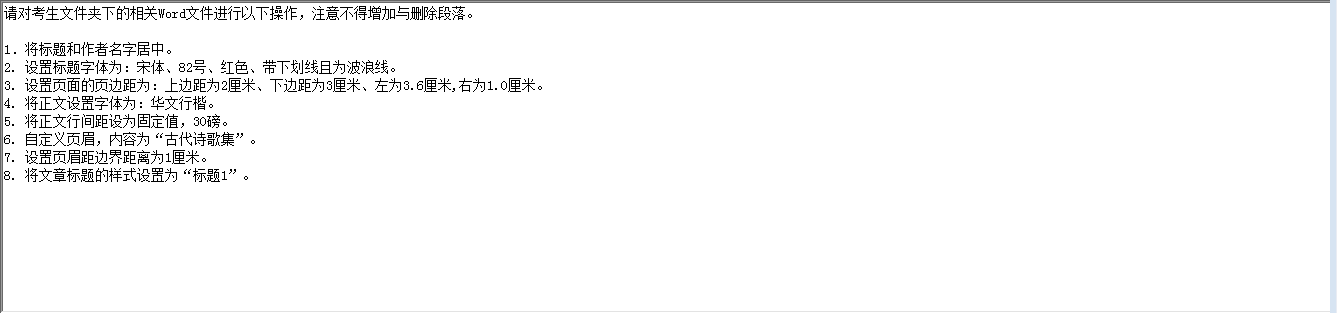 请对考生文件夹下的相关Word文件进行以下操作，注意不得增加与删除段落。
1. 将标题和作者名字居中。
2. 设置标题字体为：宋体、82号、红色、带下划线且为波浪线。
3. 设置页面的页边距为：上边距为2厘米、下边距为3厘米、左为3.6厘米,右为1.0厘米。
4. 将正文设置字体为：华文行楷。
5. 将正文行间距设为固定值，30磅。
6. 自定义页眉，内容为“古代诗歌集”。
7. 设置页眉距边界距离为1厘米。
8. 将文章标题的样式设置为“标题1”。